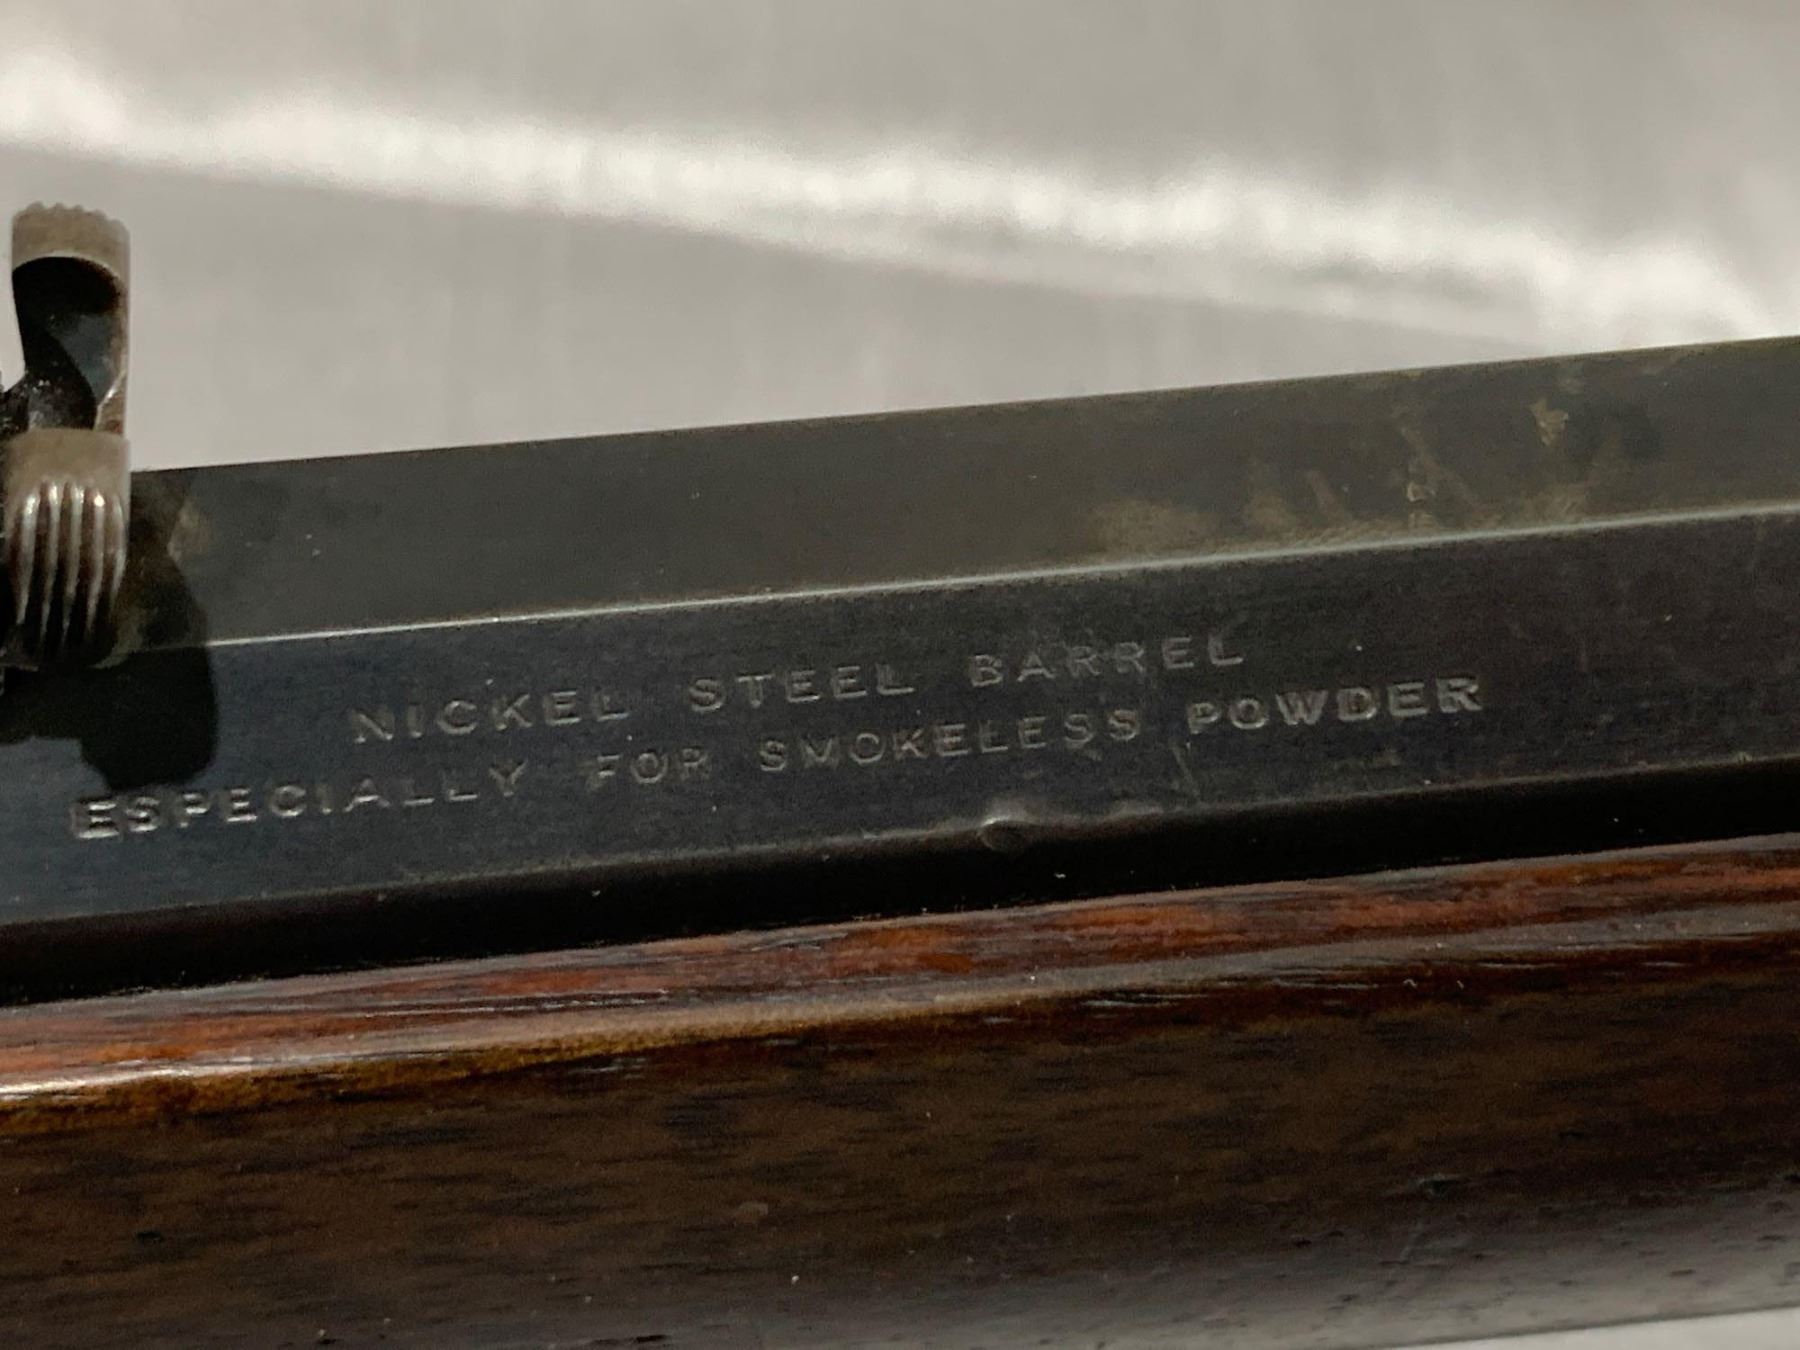 NICKEL STEEL BARREL
ESPECIALLY FOR SMOKELESS POWDER